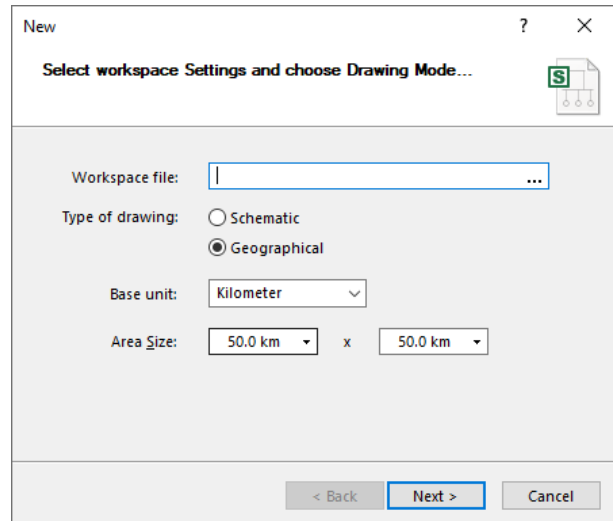 New
?
Select workspace Settings and choose Drawing Mode...
S
Workspace file:
...
Type of drawing:
Schematic
Geographical
Base unit:
Kilometer
Area Size:
50.0 km
x
50.0 km
< Back
Next >
Cancel